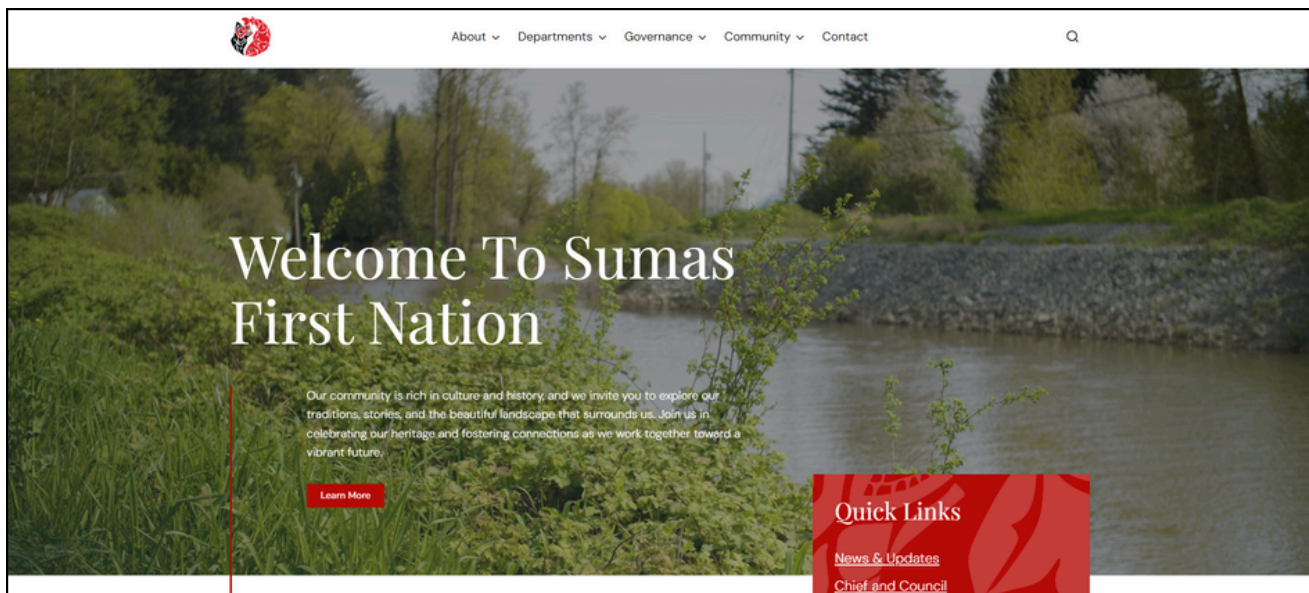 About
Departments
Governance
Community
Contact
Welcome To Sumas
First Nation
Our community is rich in culture and history, and we invite you to explore our
traditions, stories, and the beautiful landscape that surrounds us. Join us in
celebrating our heritage and fostering connections as we work together toward a
vibrant future.
Learn More
Quick Links
News & Updates
Chief and Council